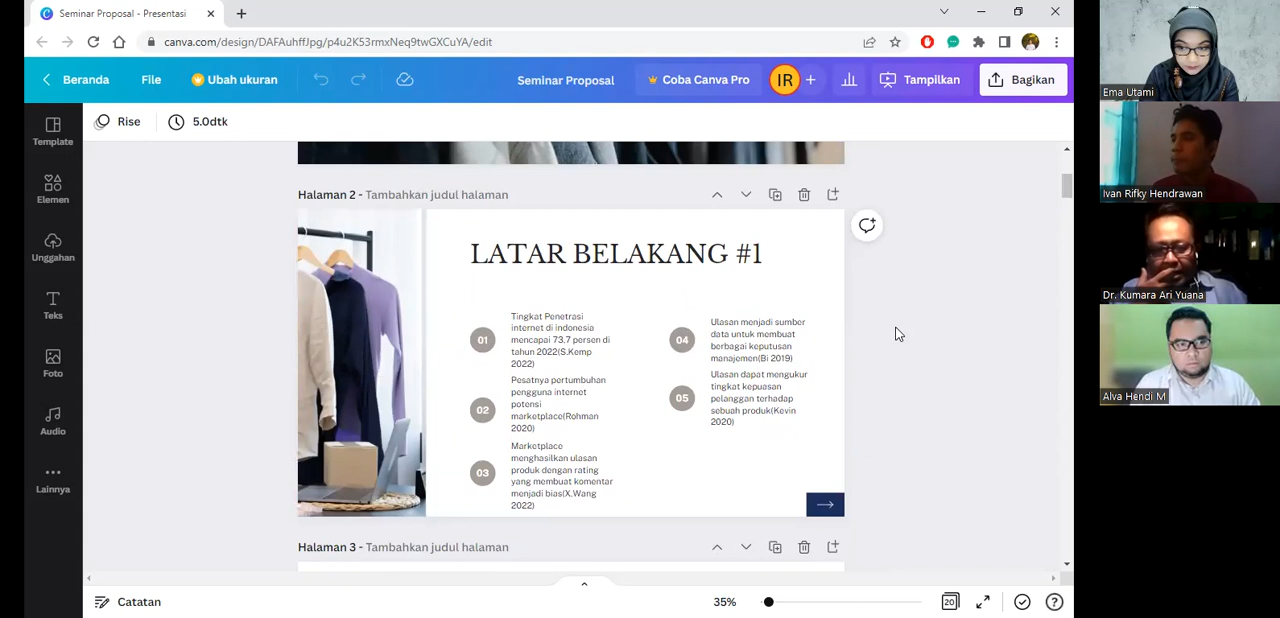 Seminar Proposal - Presentasi
canva.com/design/DAFAuhffJpg/p4u2K53rmxNeq9twGXCuYA/edit
Beranda File Ubah ukuran Seminar Proposal Coba Canva Pro IR Tampilkan Bagikan
Rise 5.0dtk
Template
Elemen
Unggahan
Teks
Foto
Audio
Lainnya
Halaman 2 - Tambahkan judul halaman
LATAR BELAKANG #1
01
Tingkat Penetrasi
internet di indonesia
mencapai 73.7 persen di
tahun 2022(S.Kemp
2022)
02
Pesatnya pertumbuhan
pengguna internet
potensi
marketplace(Rohman
2020)
03
Marketplace
menghasilkan ulasan
produk dengan rating
yang membuat komentar
menjadi bias(X.Wang
2022)
04
Ulasan menjadi sumber
data untuk membuat
berbagai keputusan
manajemen(Bi 2019)
05
Ulasan dapat mengukur
tingkat kepuasan
pelanggan terhadap
sebuah produk(Kevin
2020)
Halaman 3 - Tambahkan judul halaman
Catatan
35%
20
Ema Utami
Ivan Rifky Hendrawan
Dr. Kumara Ari Yuana
Alva Hendi M